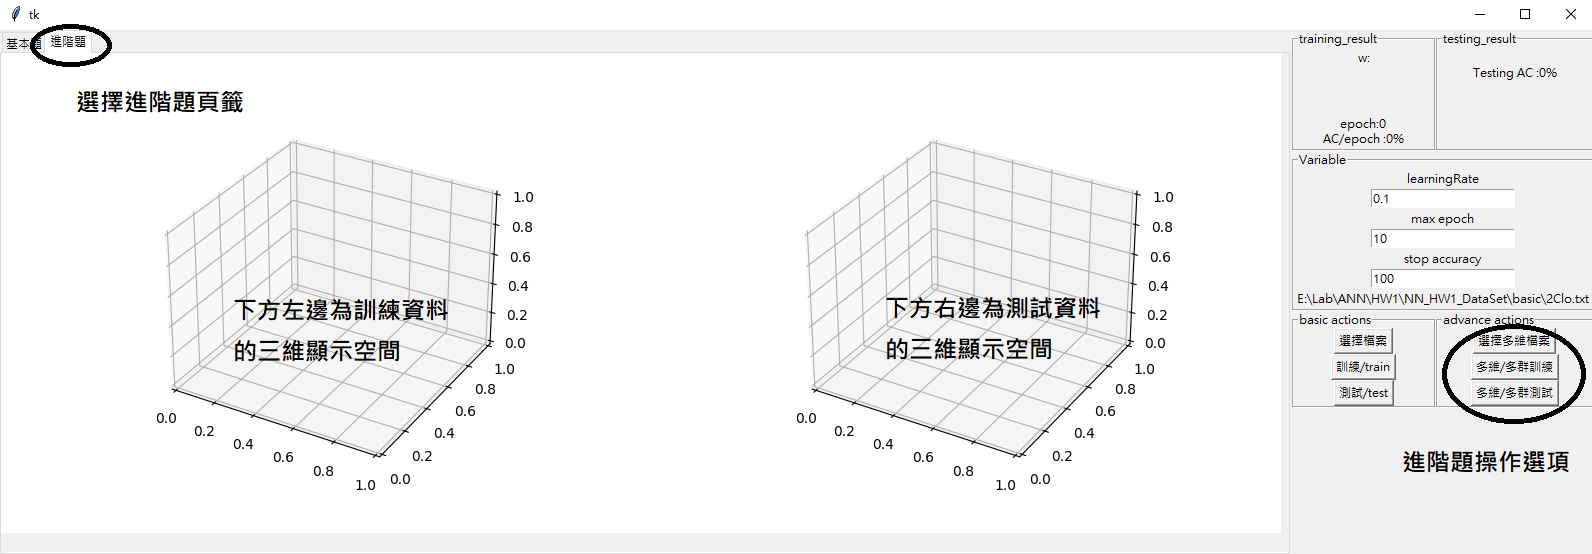 tk
基本題 進階題
選擇進階題頁籤
1.0
0.8
0.6
0.4
0.2
0.0
1.0
0.8
0.6
0.4
0.2
0.0
0.0
0.2
0.4
0.6
0.8
1.0
下方左邊為訓練資料
的三維顯示空間
1.0
0.8
0.6
0.4
0.2
0.0
1.0
0.8
0.6
0.4
0.2
0.0
0.0
0.2
0.4
0.6
0.8
1.0
下方右邊為測試資料
的三維顯示空間
training_result
w:
epoch:0
AC/epoch :0%
testing_result
Testing AC :0%
Variable
learningRate
0.1
max epoch
10
stop accuracy
100
E:\Lab\ANN\HW1\NN_HW1_DataSet\basic\2Clo.txt
basic actions
選擇檔案
訓練/train
測試/test
advance actions
選擇多維檔案
多維/多群訓練
多維/多群測試
進階題操作選項